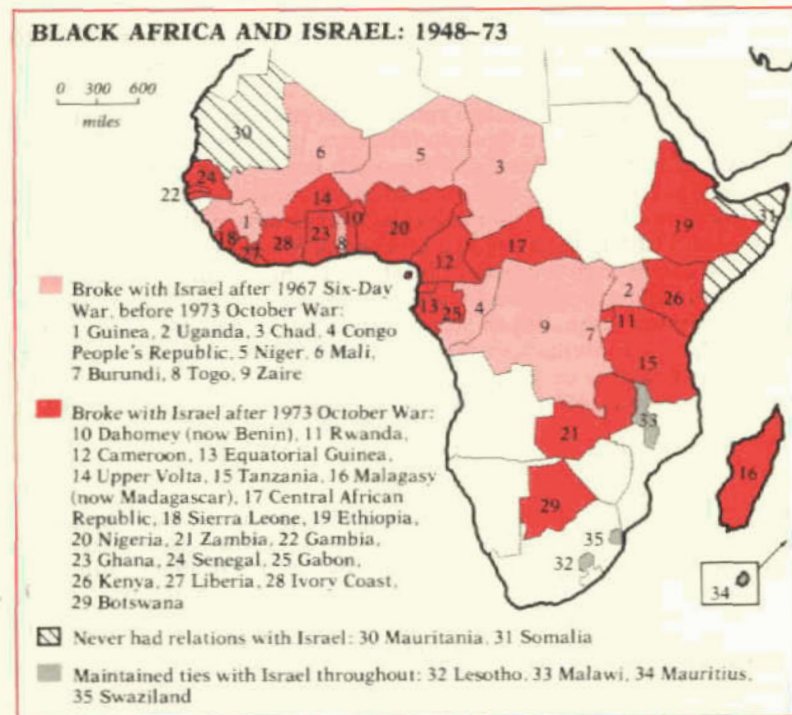 BLACK AFRICA AND ISRAEL: 1948–73
0 300 600
miles
30
6
5
3
24
22
1
14
10
20
18
27
28
23
8
12
17
19
31
13
25
4
9
2
26
7
11
15
21
33
16
29
35
32
34
Broke with Israel after 1967 Six-Day
War, before 1973 October War:
1 Guinea, 2 Uganda, 3 Chad, 4 Congo
People's Republic, 5 Niger, 6 Mali,
7 Burundi, 8 Togo, 9 Zaire
Broke with Israel after 1973 October War:
10 Dahomey (now Benin), 11 Rwanda,
12 Cameroon, 13 Equatorial Guinea,
14 Upper Volta, 15 Tanzania, 16 Malagasy
(now Madagascar), 17 Central African
Republic, 18 Sierra Leone, 19 Ethiopia,
20 Nigeria, 21 Zambia, 22 Gambia,
23 Ghana, 24 Senegal, 25 Gabon,
26 Kenya, 27 Liberia, 28 Ivory Coast,
29 Botswana
Never had relations with Israel: 30 Mauritania, 31 Somalia
Maintained ties with Israel throughout: 32 Lesotho, 33 Malawi, 34 Mauritius,
35 Swaziland